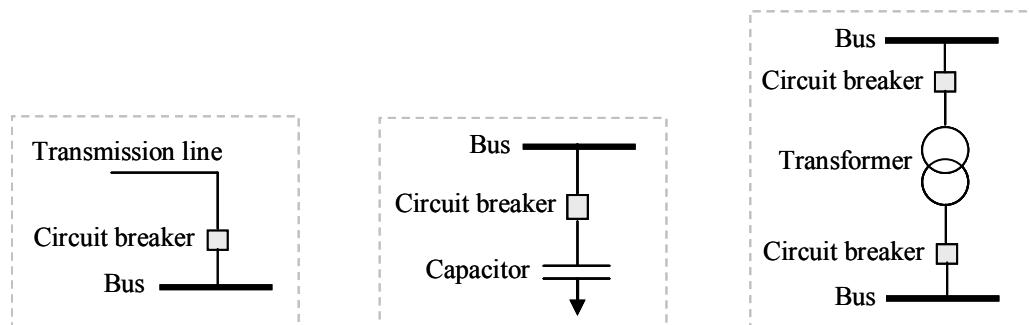 Transmission line
Circuit breaker
Bus
Bus
Circuit breaker
Capacitor
Bus
Circuit breaker
Transformer
Circuit breaker
Bus